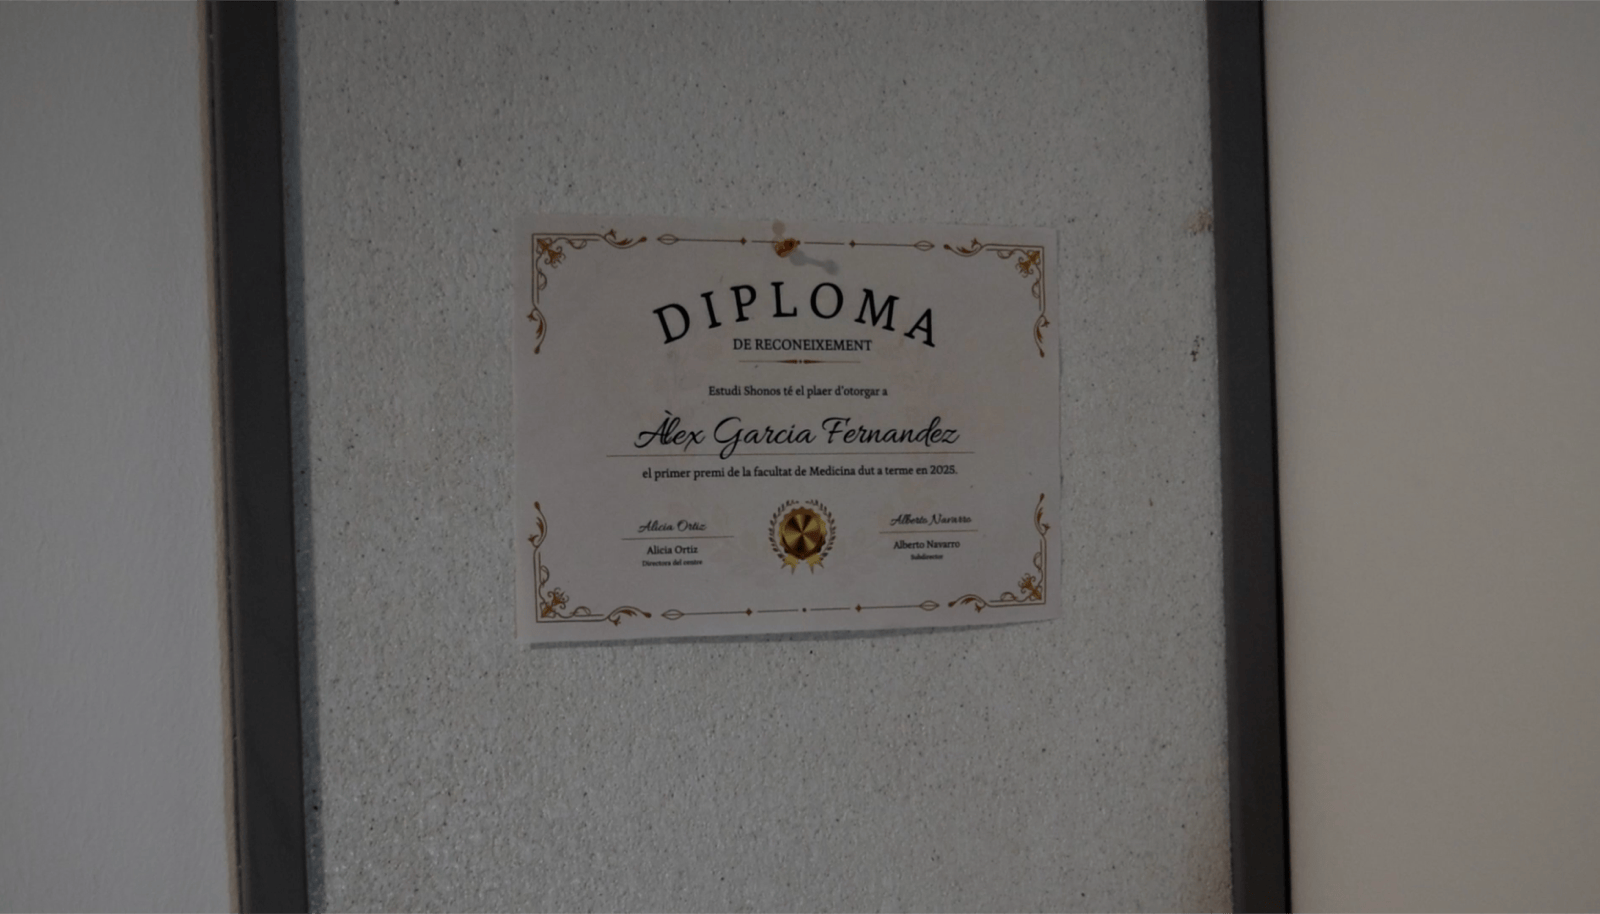 DIPLOMA
DE RECONEIXEMENT
Estudi Shonos té el plaer d'otorgar a
Àlex Garcia Fernandez
el primer premi de la facultat de Medicina dut a terme en 2025.
Alicia Ortiz
Alicia Ortiz
Directora del centre
Alberto Navarro
Alberto Navarro
Subdirector